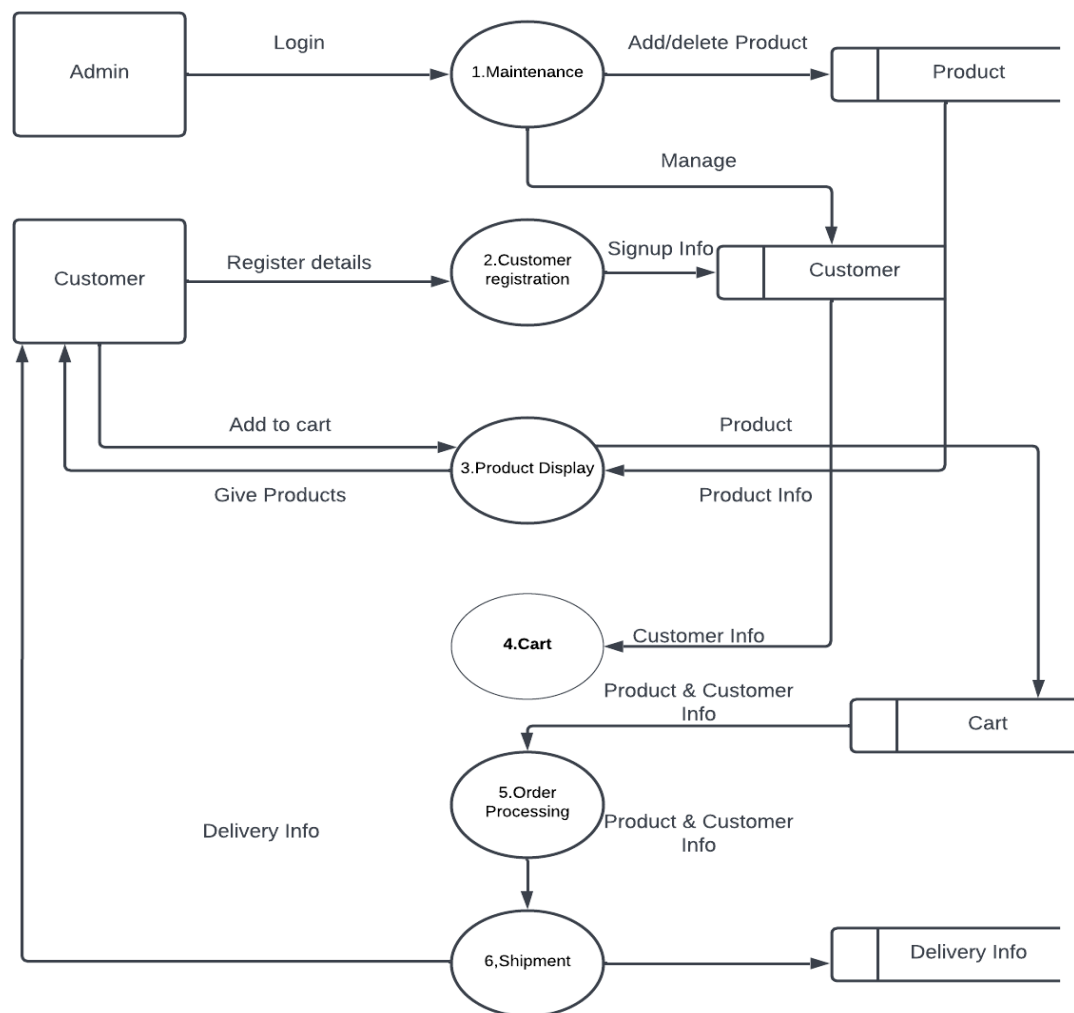 Login
Add/delete Product
Admin
1.Maintenance
Product
Manage
Signup Info
Register details
2.Customer
registration
Customer
Customer
Add to cart
Product
3.Product Display
Give Products
Product Info
4.Cart
Customer Info
Product & Customer
Info
Cart
5.Order
Processing
Product & Customer
Info
Delivery Info
6,Shipment
Delivery Info